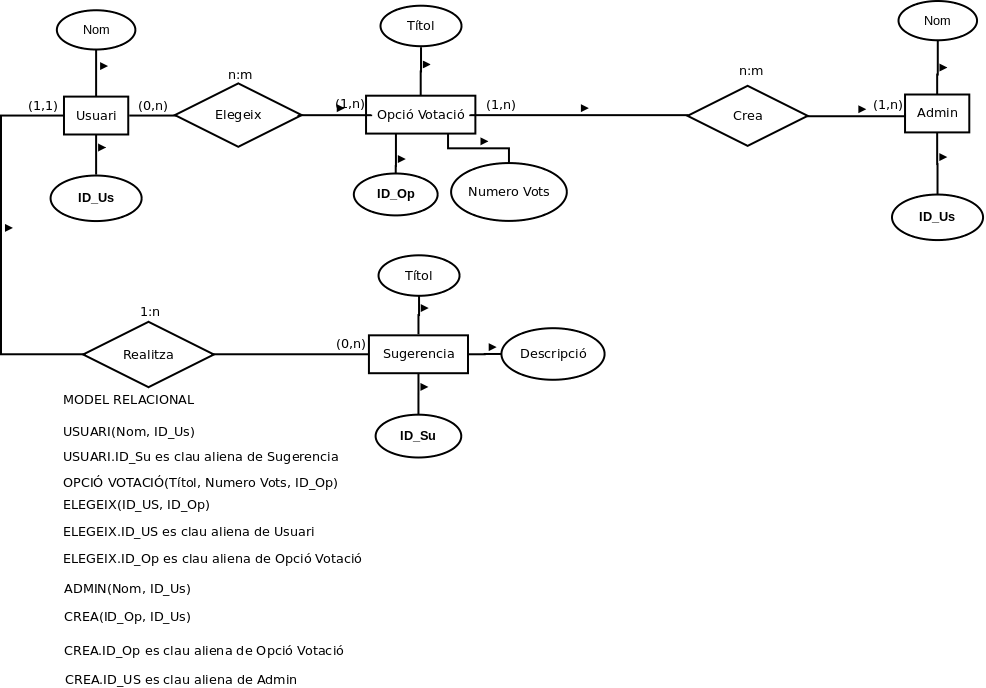 Nom
Títol
Nom
n:m
n:m
(1,1)
Usuari
(0,n)
Elegeix
(1,n)
Opció Votació
(1,n)
Crea
(1,n)
Admin
ID_Us
ID_Op
Numero Vots
ID_Us
Títol
1:n
Realitza
(0,n)
Sugerencia
Descripció
ID_Su
MODEL RELACIONAL
USUARI(Nom, ID_Us)
USUARI.ID_Su es clau aliena de Sugerencia
OPCIÓ VOTACIÓ(Títol, Numero Vots, ID_Op)
ELEGEIX(ID_US, ID_Op)
ELEGEIX.ID_US es clau aliena de Usuari
ELEGEIX.ID_Op es clau aliena de Opció Votació
ADMIN(Nom, ID_Us)
CREA(ID_Op, ID_Us)
CREA.ID_Op es clau aliena de Opció Votació
CREA.ID_US es clau aliena de Admin